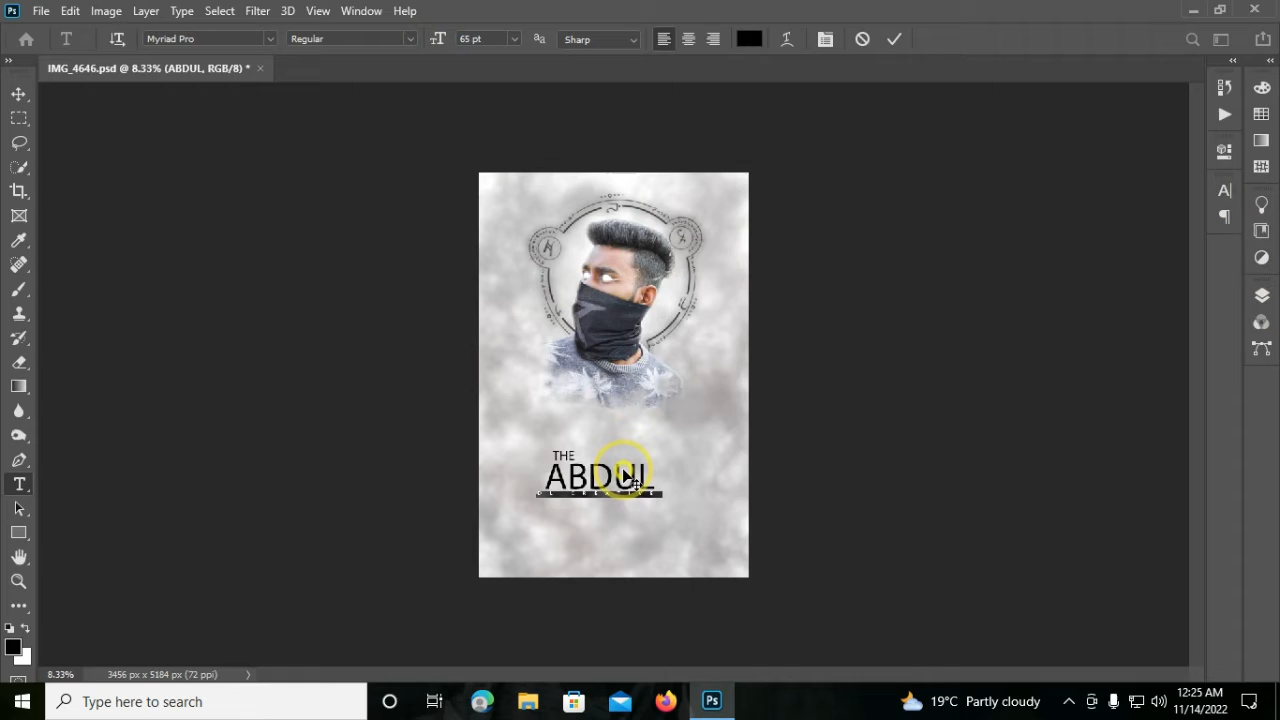 File Edit Image Layer Type Select Filter 3D View Window Help
Myriad Pro Regular 65 pt Sharp
IMG_4646.psd @ 8.33% (ABDUL, RGB/8) *
THE
ABDUL
8.33% 3456 px x 5184 px (72 ppi)
Type here to search
19°C Partly cloudy
12:25 AM
11/14/2022